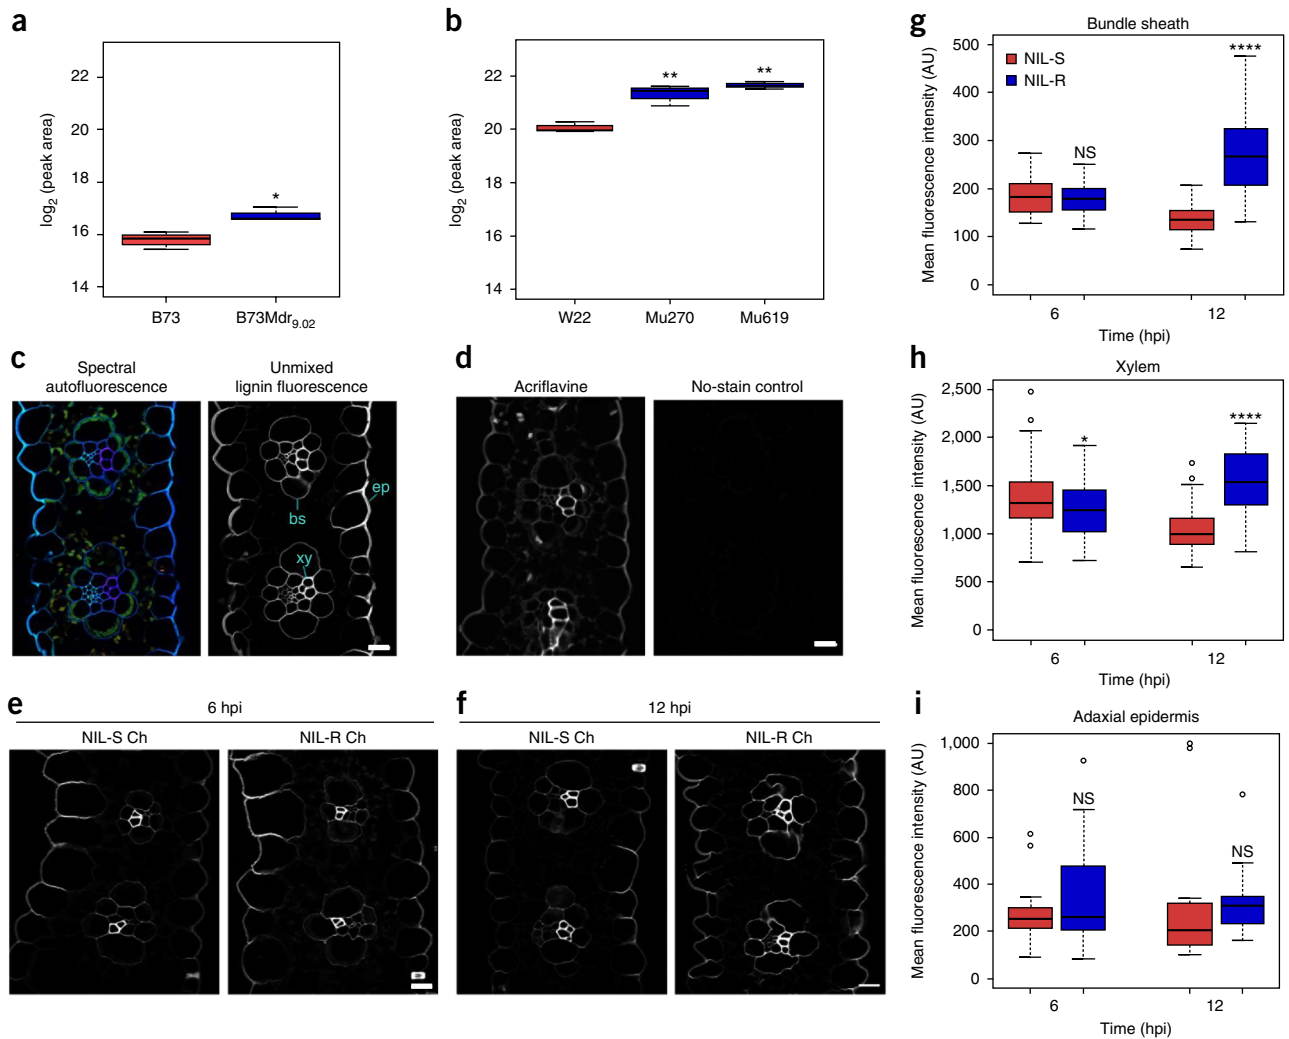 a
log2 (peak area)
22
20
18
16
14
*
B73
B73Mdr9.02
b
log2 (peak area)
22
20
18
16
14
**
**
W22
Mu270
Mu619
c
Spectral
autofluorescence
Unmixed
lignin fluorescence
bs
ep
xy
d
Acriflavine
No-stain control
e
6 hpi
NIL-S Ch
NIL-R Ch
f
12 hpi
NIL-S Ch
NIL-R Ch
g
Bundle sheath
Mean fluorescence intensity (AU)
500
400
300
200
100
0
NIL-S
NIL-R
NS
****
6
12
Time (hpi)
h
Xylem
Mean fluorescence intensity (AU)
2,500
2,000
1,500
1,000
500
0
*
****
6
12
Time (hpi)
i
Adaxial epidermis
Mean fluorescence intensity (AU)
1,000
800
600
400
200
0
NS
NS
6
12
Time (hpi)